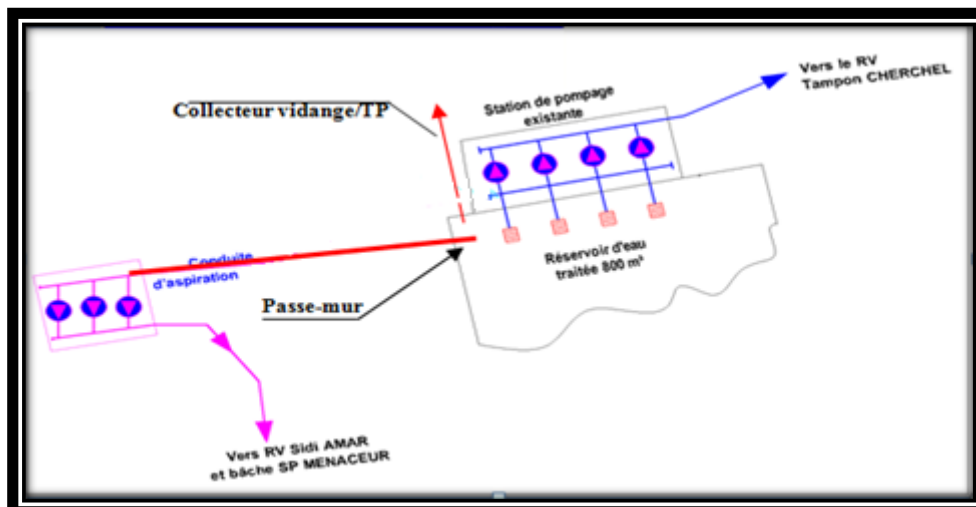 Vers le RV
Tampon CHERCHEL
Collecteur vidange/TP
Station de pompage
existante
Conduite
d'aspiration
Réservoir d'eau
traitée 800 m³
Passe-mur
Vers RV Sidi AMAR
et bâche SP MENACEUR